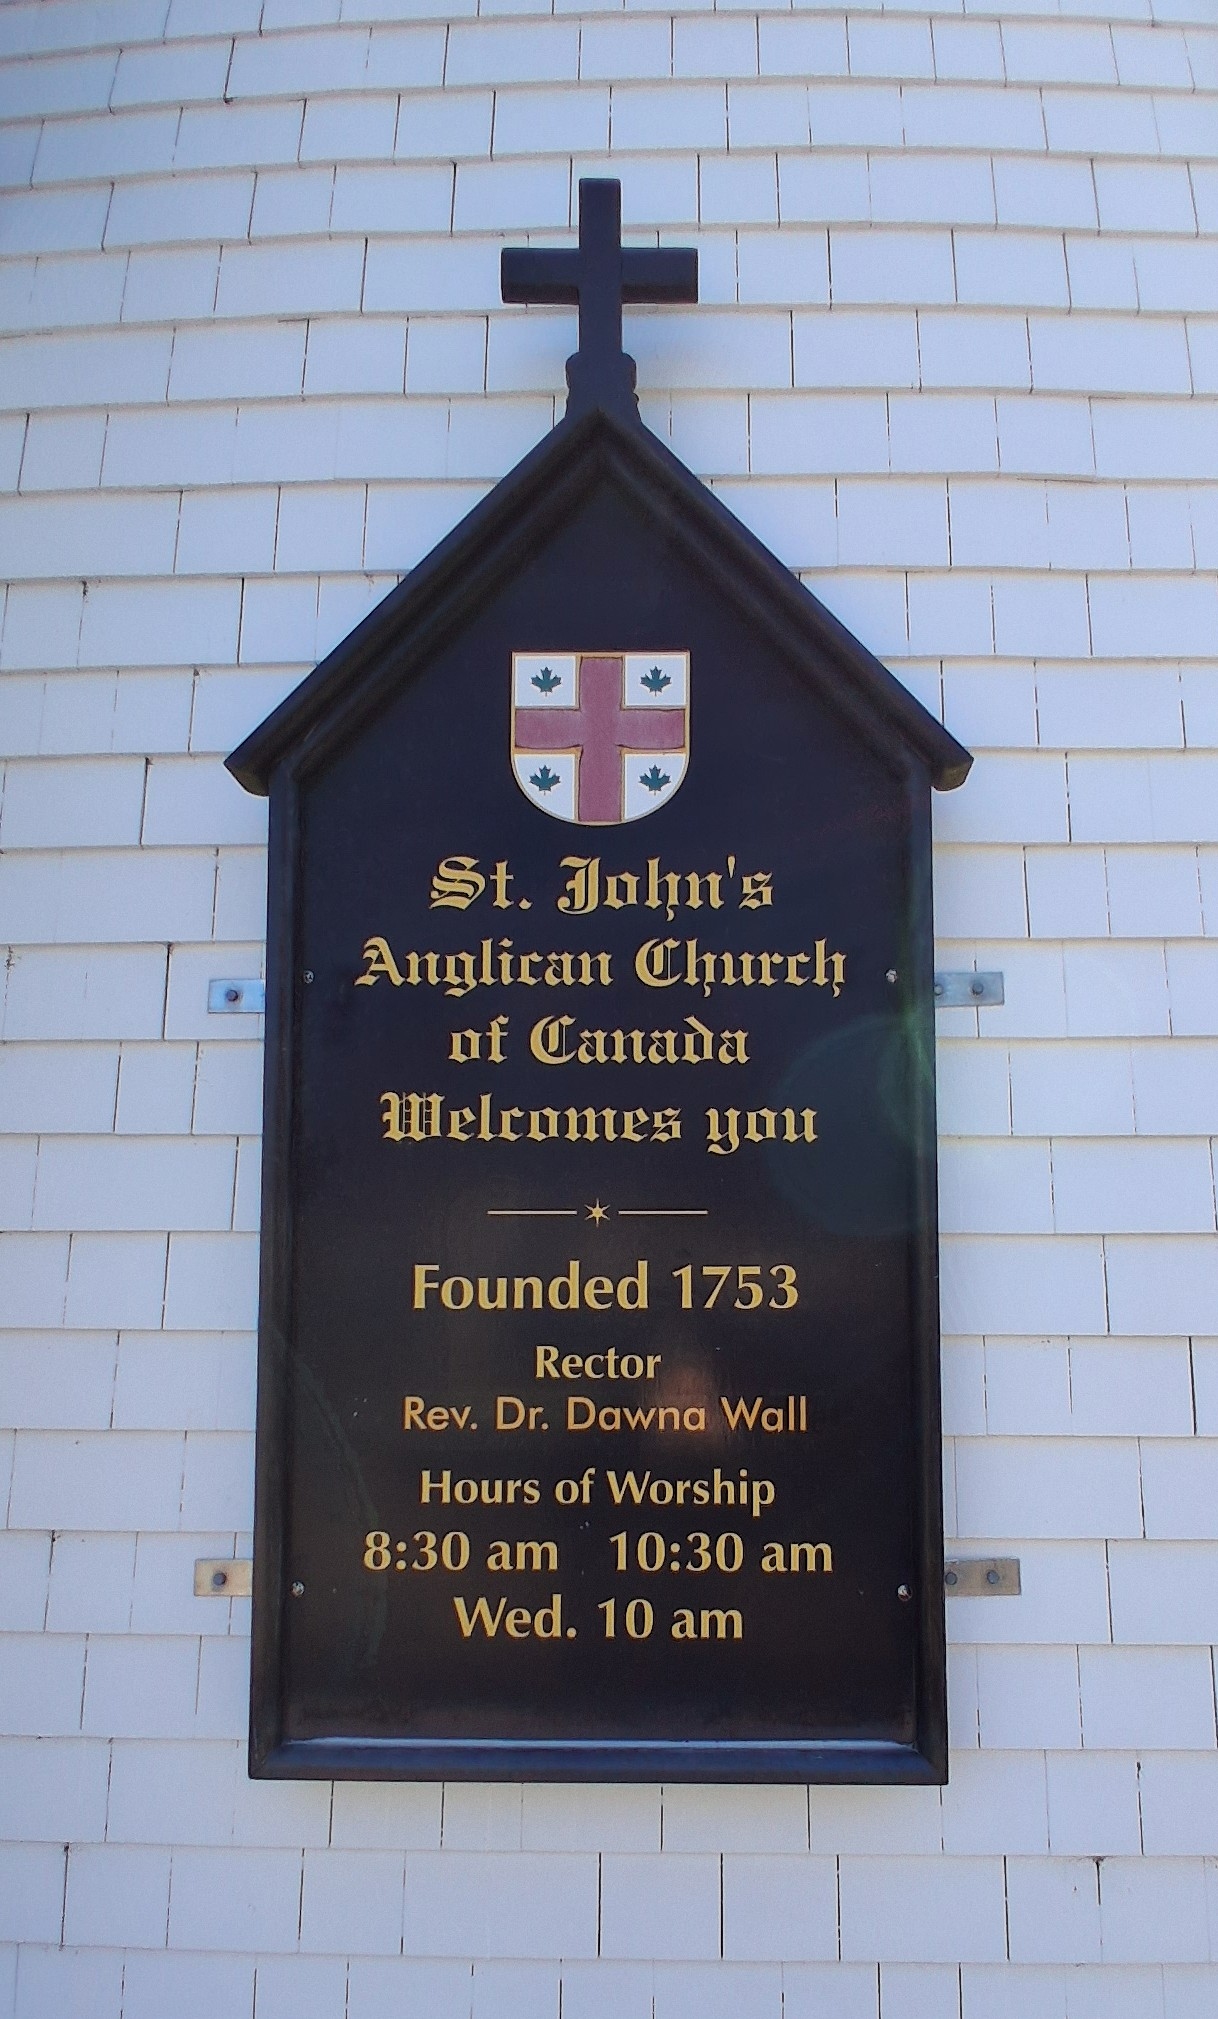 St. John's
Anglican Church
of Canada
Welcomes you
Founded 1753
Rector
Rev. Dr. Dawna Wall
Hours of Worship
8:30 am 10:30 am
Wed. 10 am